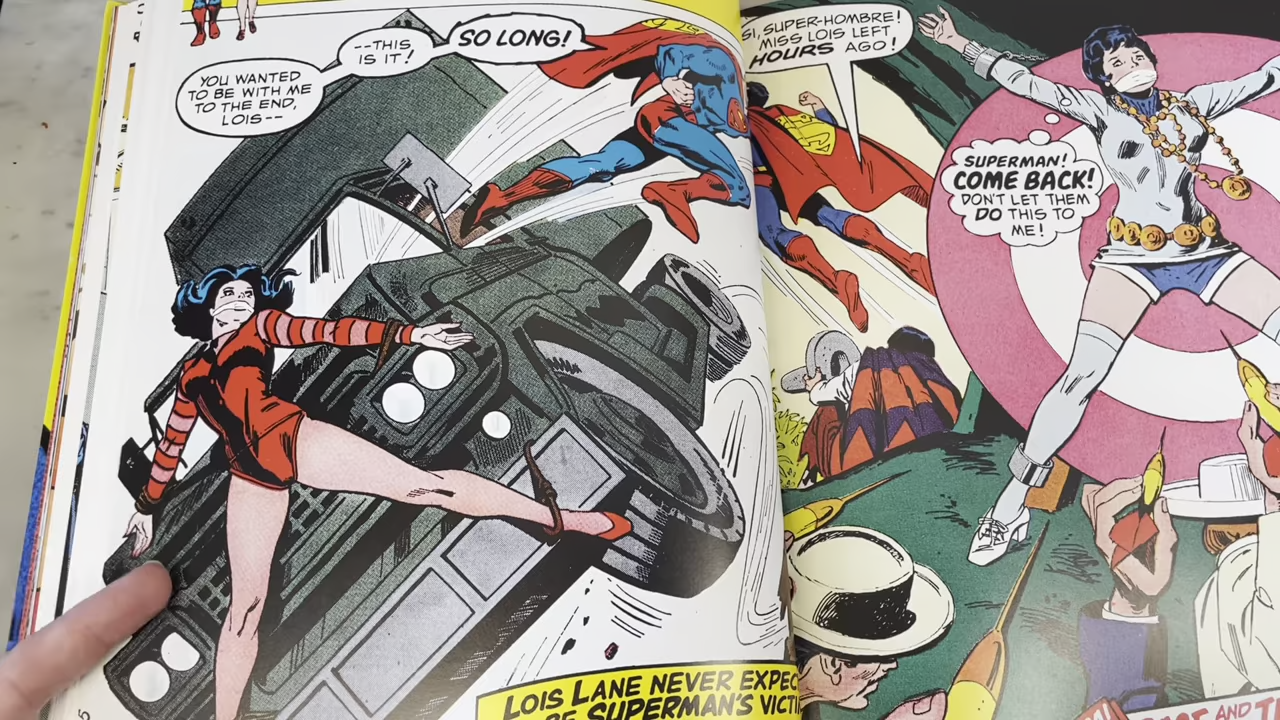 YOU WANTED
TO BE WITH ME
TO THE END,
LOIS--
--THIS
IS IT!
SO LONG!
LOIS LANE NEVER EXPEC
SUPERMAN'S VICTI
SI, SUPER-HOMBRE!
MISS LOIS LEFT
HOURS AGO!
SUPERMAN!
COME BACK!
DON'T LET THEM
DO THIS TO
ME!
AND